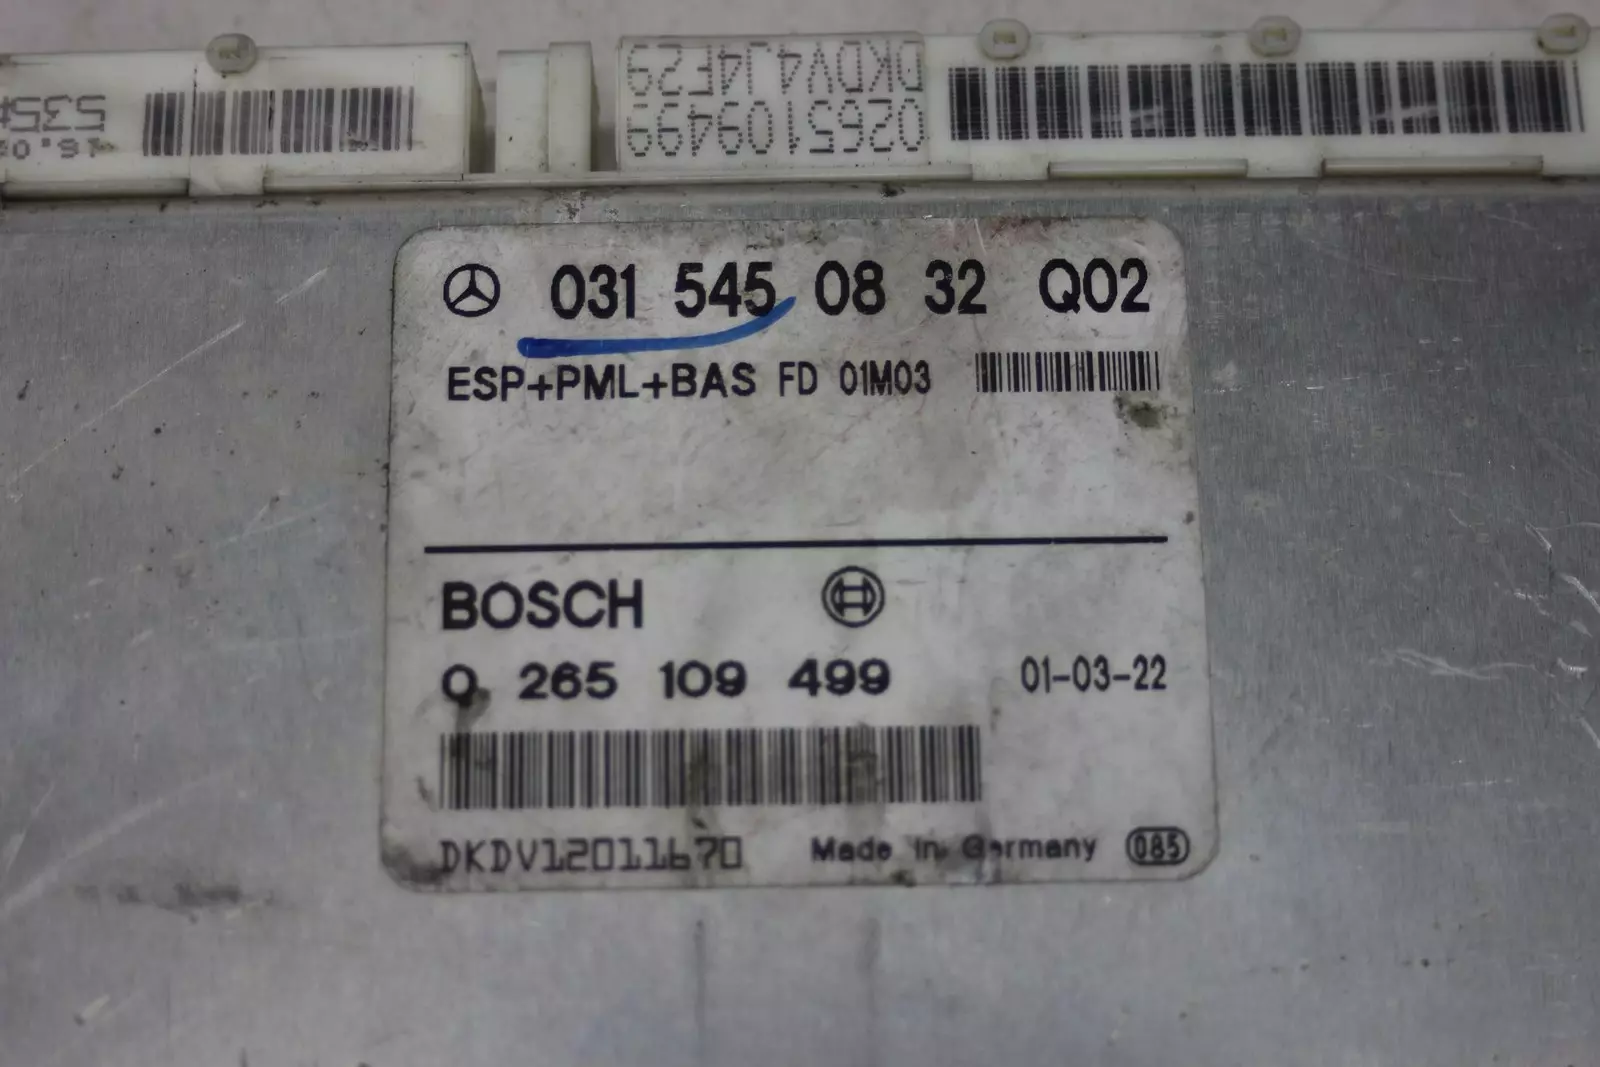 DKDV4J4F29
0265109499
031 545 08 32 Q02
ESP+PML+BAS FD 01M03
BOSCH
0 265 109 499 01-03-22
DKDV12011670 Made in Germany 085